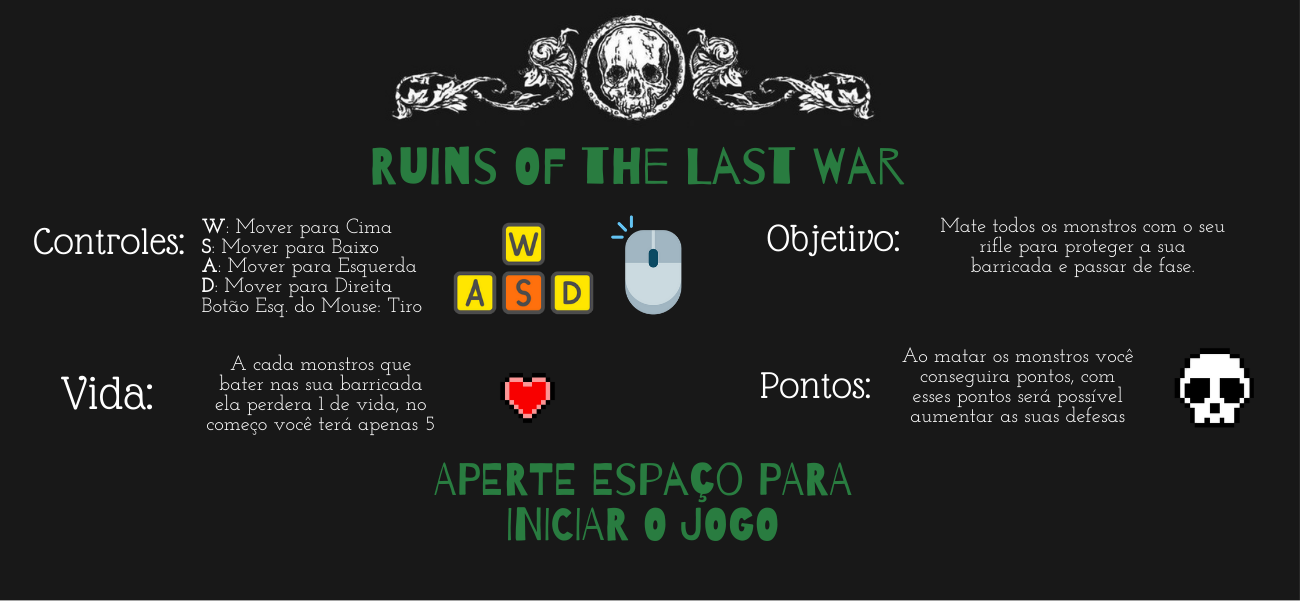 RUINS OF THE LAST WAR
Controles:
W: Mover para Cima
S: Mover para Baixo
A: Mover para Esquerda
D: Mover para Direita
Botão Esq. do Mouse: Tiro
W
A S D
Objetivo:
Mate todos os monstros com o seu
rifle para proteger a sua
barricada e passar de fase.
Vida:
A cada monstros que
bater nas sua barricada
ela perdera 1 de vida, no
começo você terá apenas 5
Pontos:
Ao matar os monstros você
conseguira pontos, com
esses pontos será possível
aumentar as suas defesas
APERTE ESPAÇO PARA
INICIAR O JOGO